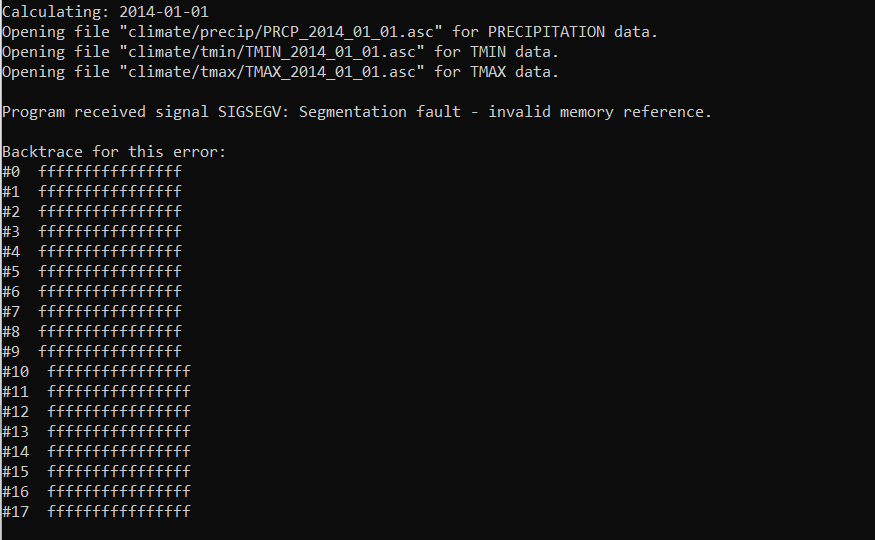 Calculating: 2014-01-01
Opening file "climate/precip/PRCP_2014_01_01.asc" for PRECIPITATION data.
Opening file "climate/tmin/TMIN_2014_01_01.asc" for TMIN data.
Opening file "climate/tmax/TMAX_2014_01_01.asc" for TMAX data.
Program received signal SIGSEGV: Segmentation fault - invalid memory reference.
Backtrace for this error:
#0  ffffffffffffffff
#1  ffffffffffffffff
#2  ffffffffffffffff
#3  ffffffffffffffff
#4  ffffffffffffffff
#5  ffffffffffffffff
#6  ffffffffffffffff
#7  ffffffffffffffff
#8  ffffffffffffffff
#9  ffffffffffffffff
#10  ffffffffffffffff
#11  ffffffffffffffff
#12  ffffffffffffffff
#13  ffffffffffffffff
#14  ffffffffffffffff
#15  ffffffffffffffff
#16  ffffffffffffffff
#17  ffffffffffffffff